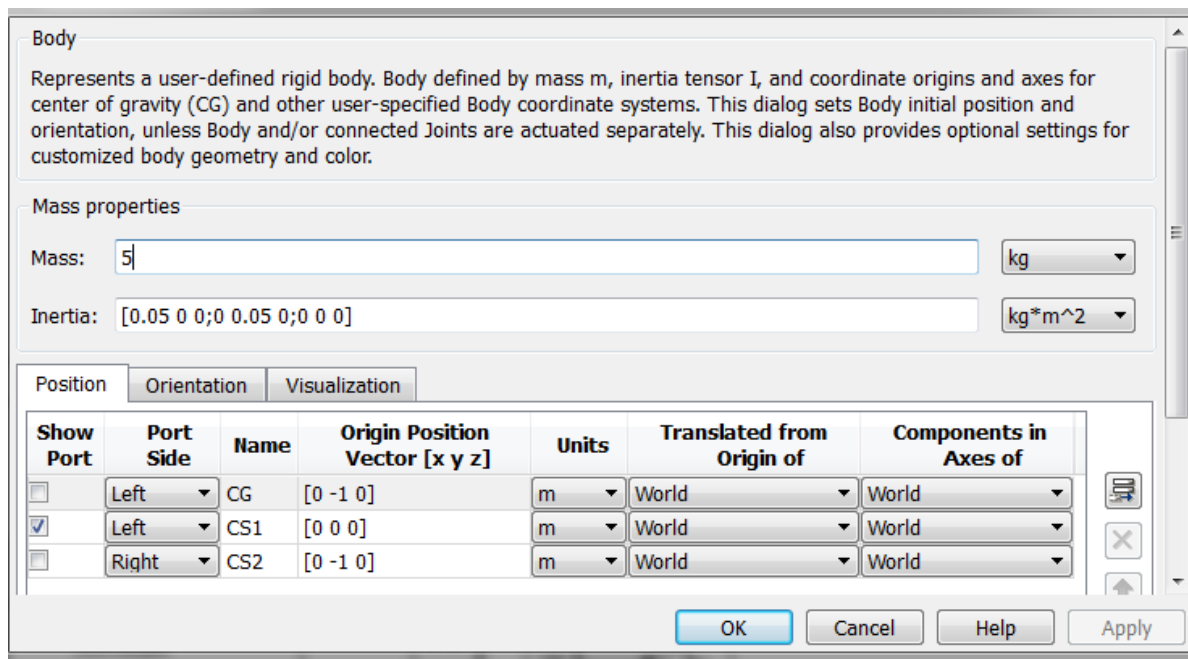 Body
Represents a user-defined rigid body. Body defined by mass m, inertia tensor I, and coordinate origins and axes for
center of gravity (CG) and other user-specified Body coordinate systems. This dialog sets Body initial position and
orientation, unless Body and/or connected Joints are actuated separately. This dialog also provides optional settings for
customized body geometry and color.
Mass properties
Mass: 5 kg
Inertia: [0.05 0 0;0 0.05 0;0 0 0] kg*m^2
Position Orientation Visualization
Show Port Origin Position Translated from Components in
Port Side Name Vector [x y z] Units Origin of Axes of
Left CG [0 -1 0] m World World
Left CS1 [0 0 0] m World World
Right CS2 [0 -1 0] m World World
OK Cancel Help Apply